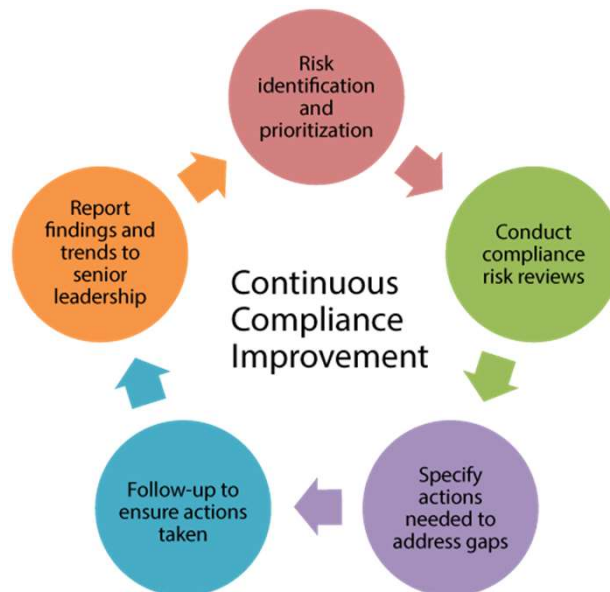 Risk
identification
and
prioritization
Conduct
compliance
risk reviews
Specify
actions
needed to
address gaps
Follow-up to
ensure actions
taken
Report
findings and
trends to
senior
leadership
Continuous
Compliance
Improvement